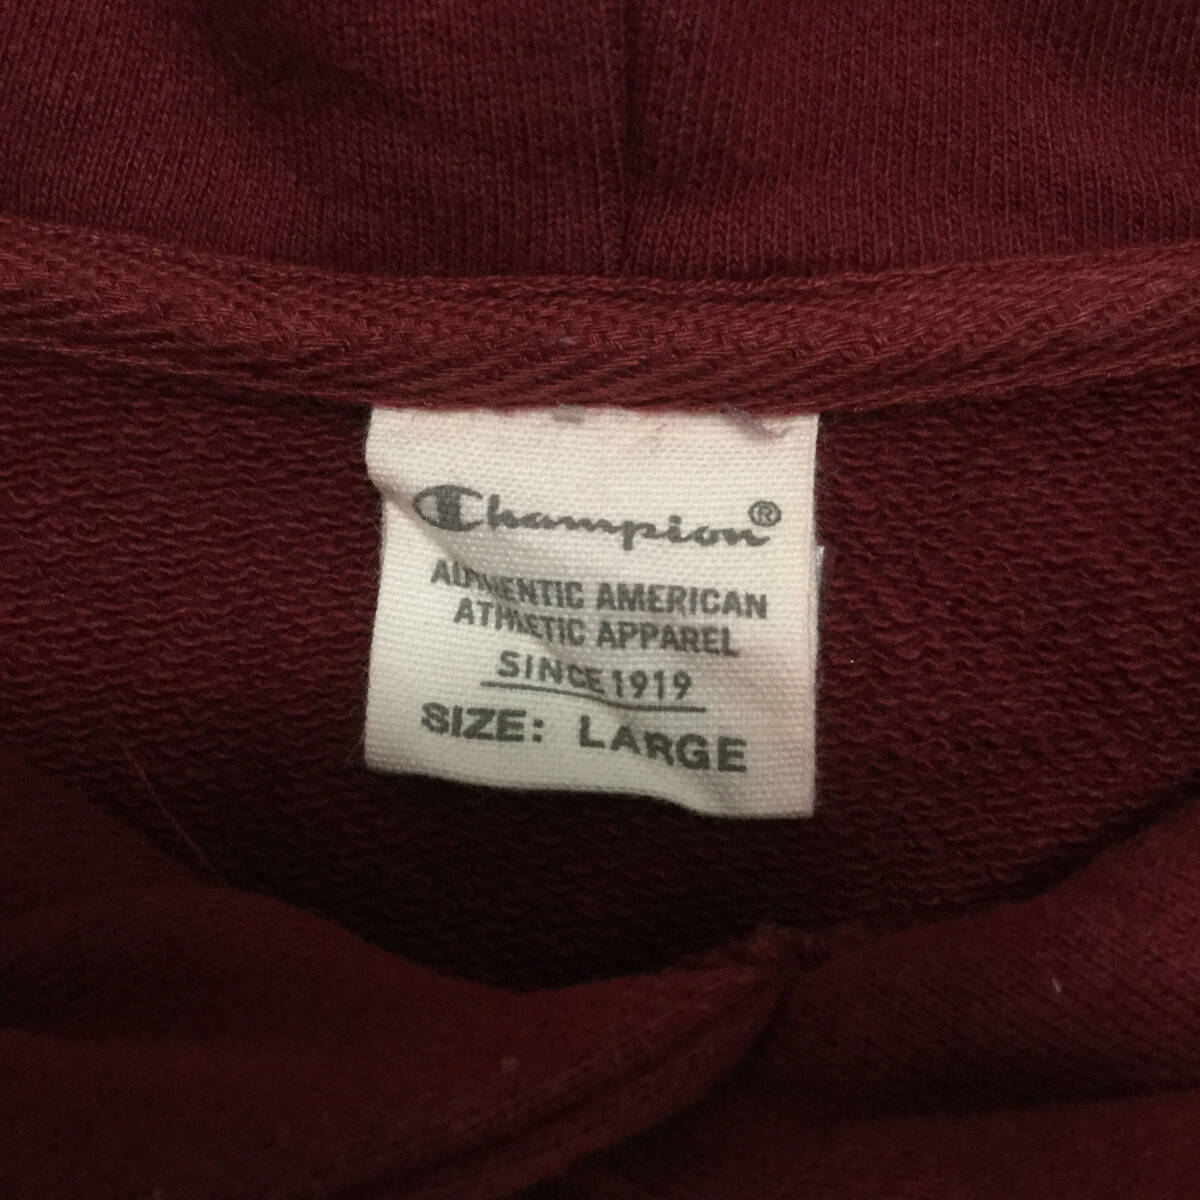 Champion®
AUTHENTIC AMERICAN
ATHLETIC APPAREL
SINCE 1919
SIZE: LARGE